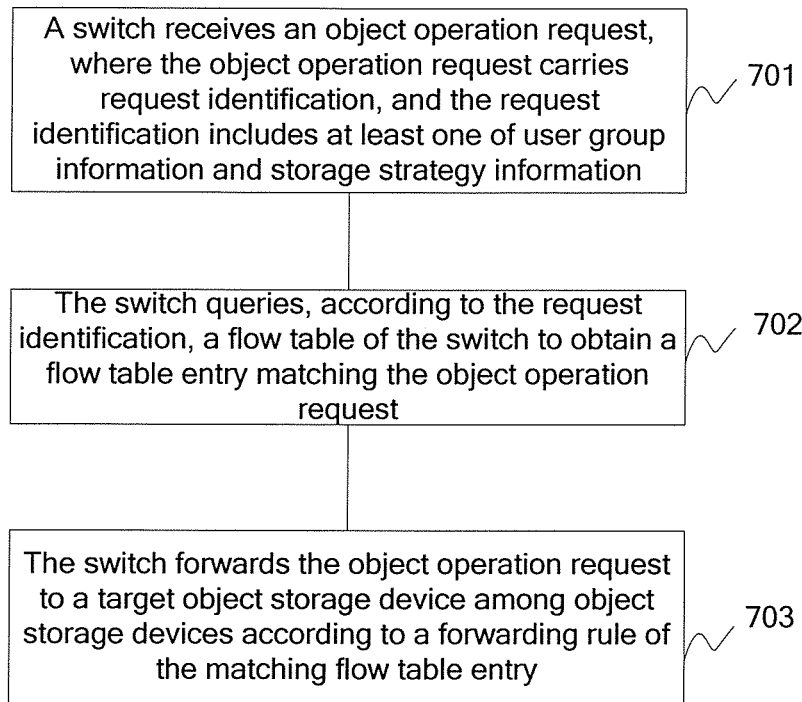 A switch receives an object operation request,
where the object operation request carries
request identification, and the request
identification includes at least one of user group
information and storage strategy information
701
The switch queries, according to the request
identification, a flow table of the switch to obtain a
flow table entry matching the object operation
request
702
The switch forwards the object operation request
to a target object storage device among object
storage devices according to a forwarding rule of
the matching flow table entry
703